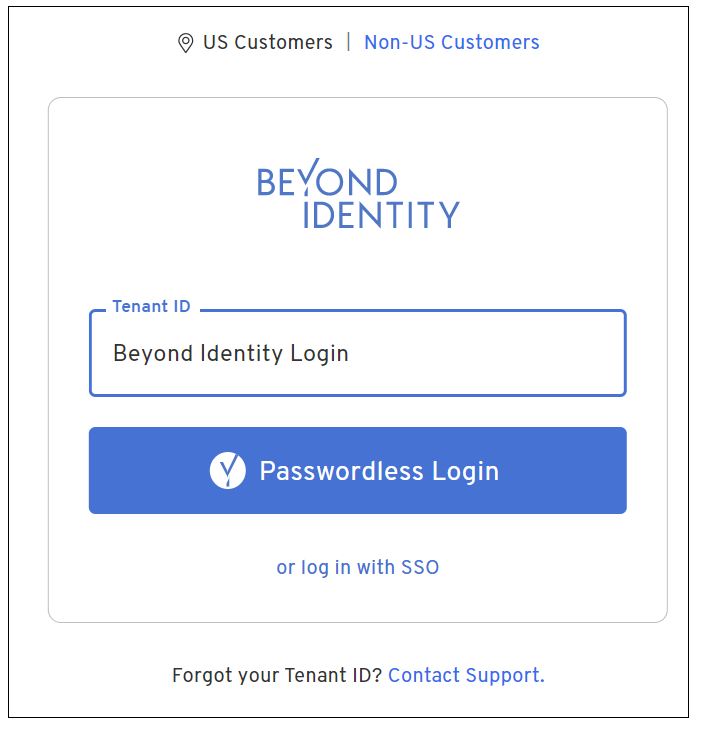 US Customers | Non-US Customers
BEYOND
IDENTITY
Tenant ID
Beyond Identity Login
Passwordless Login
or log in with SSO
Forgot your Tenant ID? Contact Support.